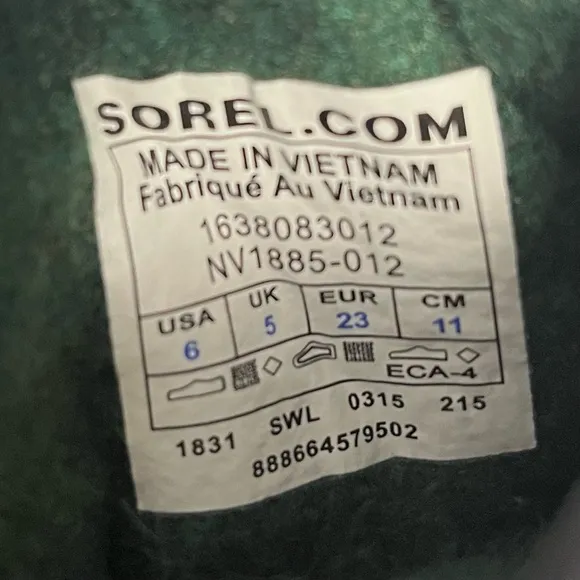 SOREL.COM
MADE IN VIETNAM
Fabriqué Au Vietnam
1638083012
NV1885-012
USA UK EUR CM
6 5 23 11
ECA-4
1831 SWL 0315 215
888664579502